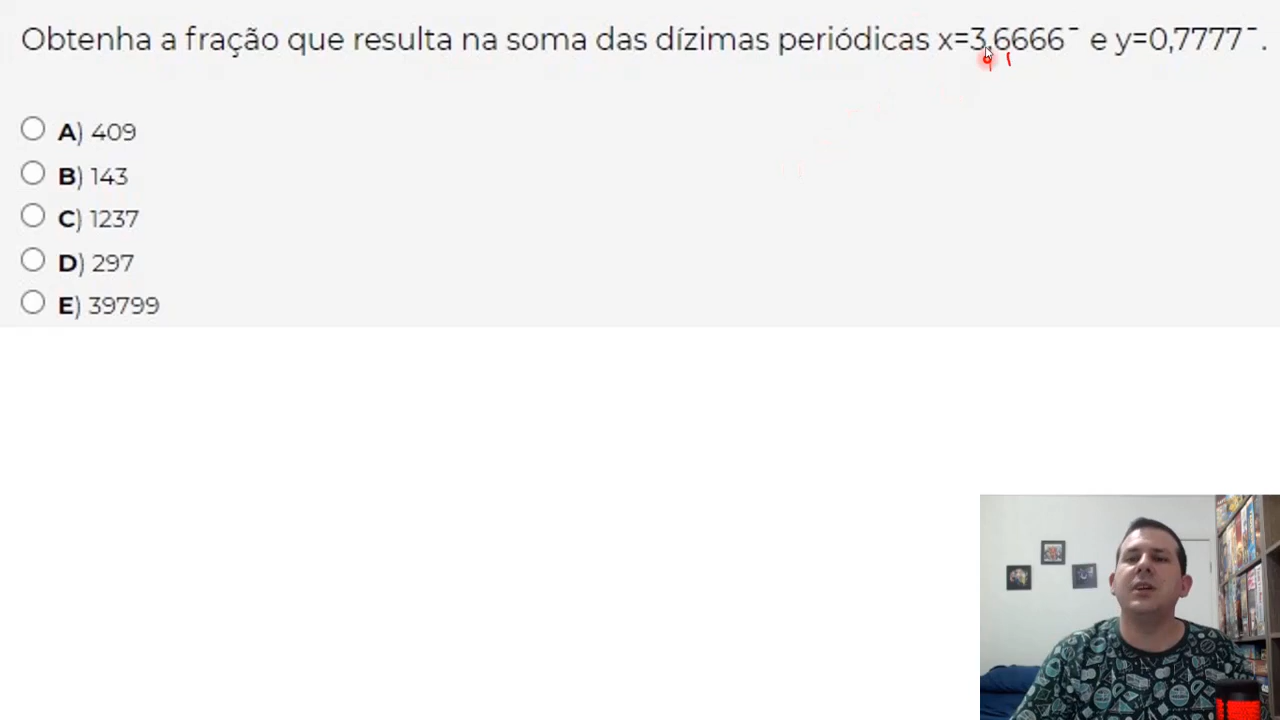 Obtenha a fração que resulta na soma das dízimas periódicas x=3,6666¯ e y=0,7777¯.
A) 409
B) 143
C) 1237
D) 297
E) 39799